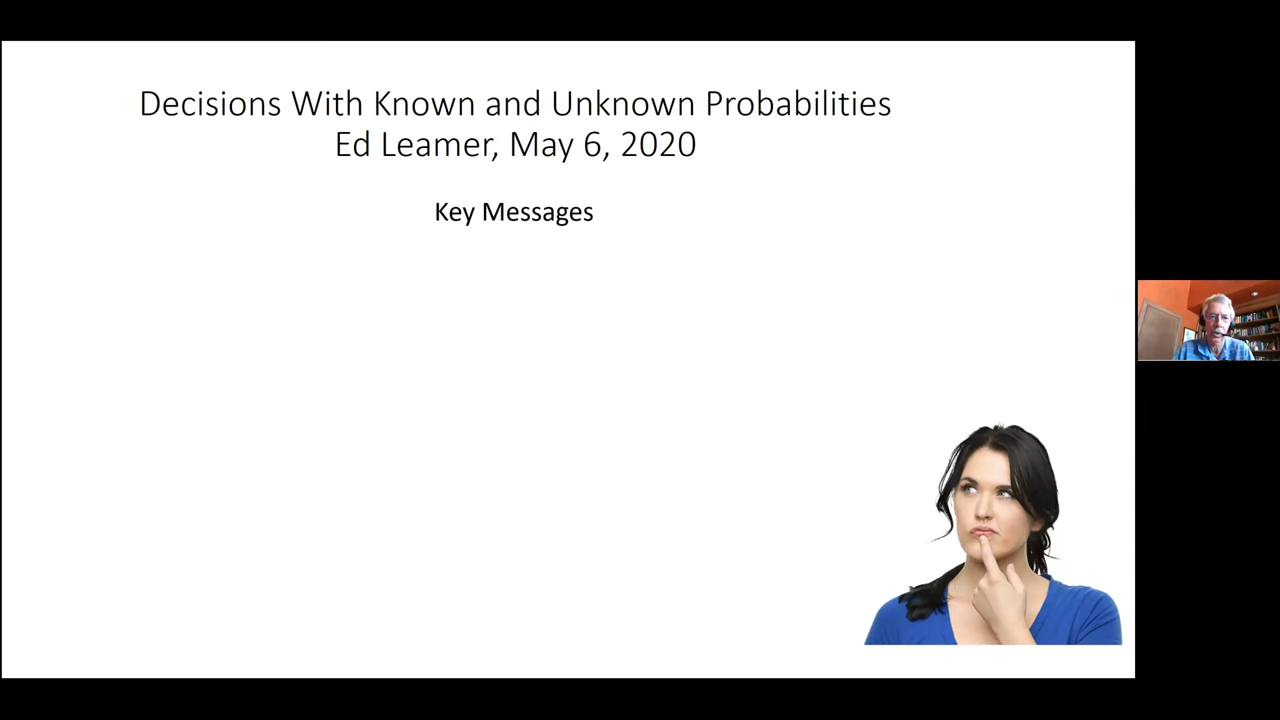 Decisions With Known and Unknown Probabilities
Ed Leamer, May 6, 2020
Key Messages